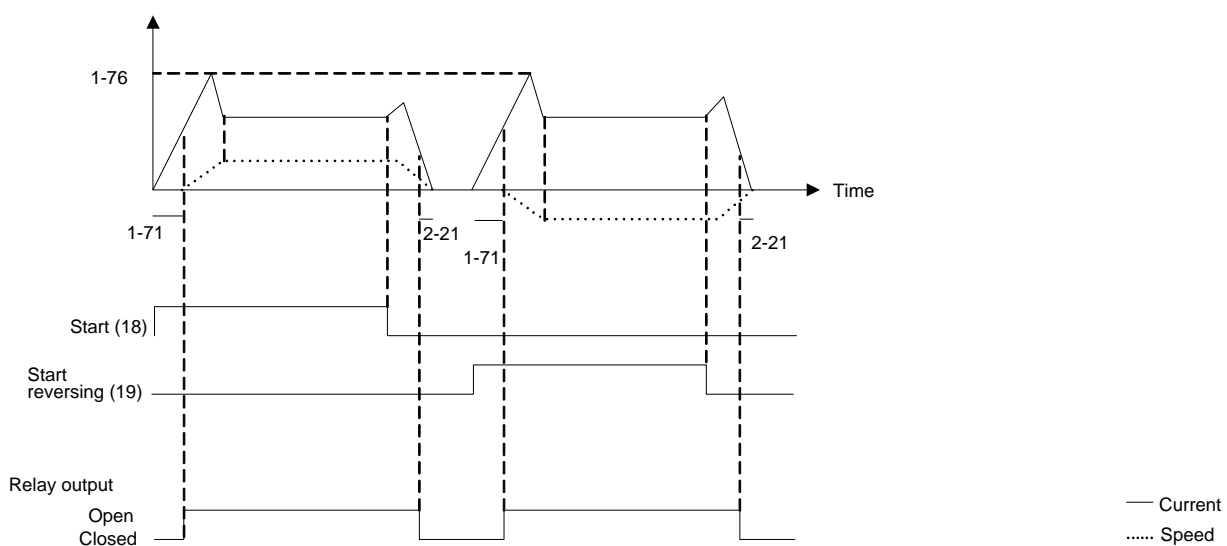 1-76
Time
1-71
2-21
1-71
2-21
Start (18)
Start
reversing (19)
Relay output
Open
Closed
Current
Speed